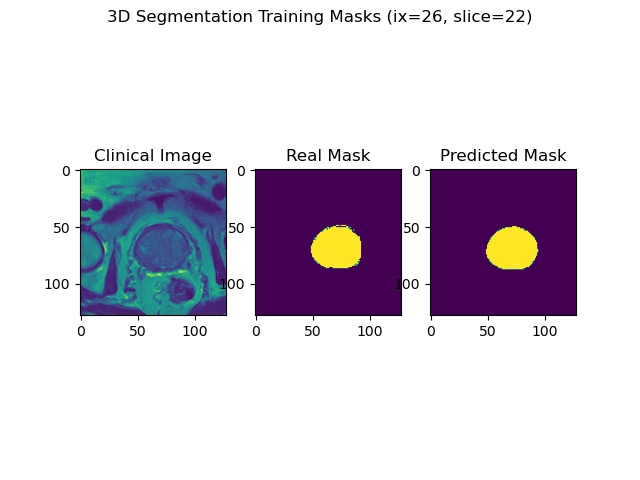 3D Segmentation Training Masks (ix=26, slice=22)
Clinical Image Real Mask Predicted Mask
0 0 0
50 50 50
100 100 100
0 50 100 0 50 100 0 50 100